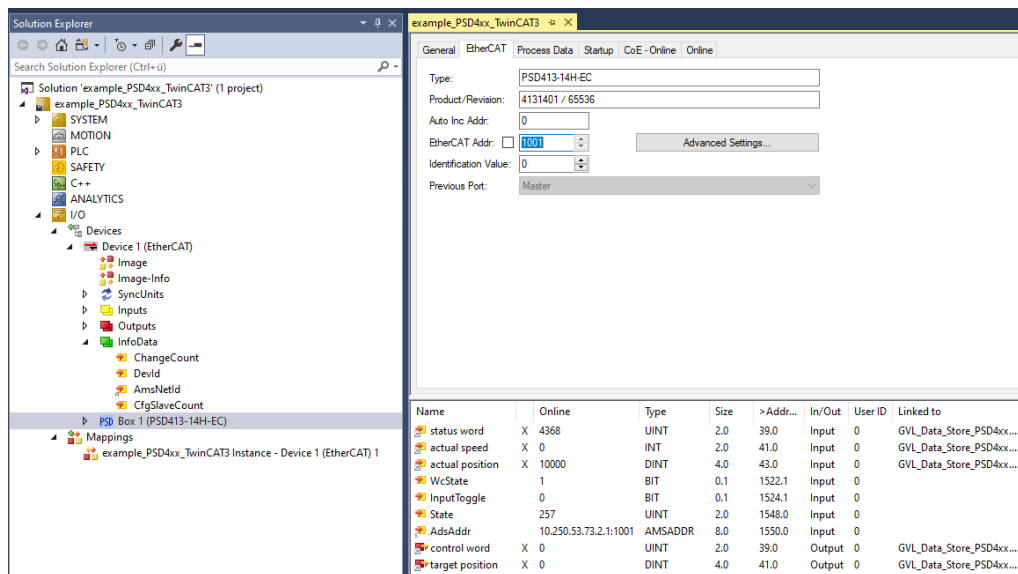 Solution Explorer
Search Solution Explorer (Ctrl+ü)
Solution 'example_PSD4xx_TwinCAT3' (1 project)
example_PSD4xx_TwinCAT3
SYSTEM
MOTION
PLC
SAFETY
C++
ANALYTICS
I/O
Devices
Device 1 (EtherCAT)
Image
Image-Info
SyncUnits
Inputs
Outputs
InfoData
ChangeCount
DevId
AmsNetId
CfgSlaveCount
PSD Box 1 (PSD413-14H-EC)
Mappings
example_PSD4xx_TwinCAT3 Instance - Device 1 (EtherCAT) 1
example_PSD4xx_TwinCAT3
General EtherCAT Process Data Startup CoE - Online Online
Type: PSD413-14H-EC
Product/Revision: 4131401 / 65536
Auto Inc Addr: 0
EtherCAT Addr: 1001 Advanced Settings...
Identification Value: 0
Previous Port: Master
Name Online Type Size >Addr... In/Out User ID Linked to
status word X 4368 UINT 2.0 39.0 Input 0 GVL_Data_Store_PSD4xx....
actual speed X 0 INT 2.0 41.0 Input 0 GVL_Data_Store_PSD4xx....
actual position X 10000 DINT 4.0 43.0 Input 0 GVL_Data_Store_PSD4xx....
WcState 1 BIT 0.1 1522.1 Input 0
InputToggle 0 BIT 0.1 1524.1 Input 0
State 257 UINT 2.0 1548.0 Input 0
AdsAddr 10.250.53.73.2.1:1001 AMSADDR 8.0 1550.0 Input 0
control word X 0 UINT 2.0 39.0 Output 0 GVL_Data_Store_PSD4xx....
target position X 0 DINT 4.0 41.0 Output 0 GVL_Data_Store_PSD4xx....